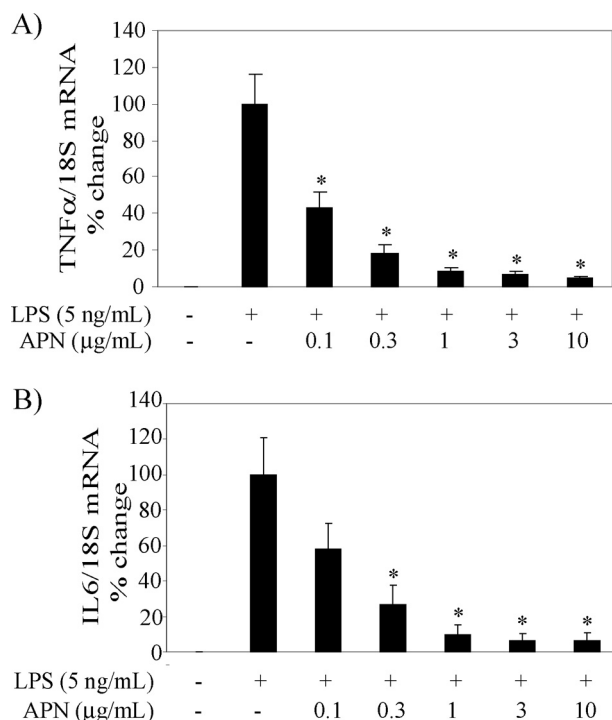 A)
TNFα/18S mRNA
% change
140
120
100
80
60
40
20
0
* * * * *
LPS (5 ng/mL) - + + + + + +
APN (µg/mL) - - 0.1 0.3 1 3 10
B)
IL6/18S mRNA
% change
140
120
100
80
60
40
20
0
* * * *
LPS (5 ng/mL) - + + + + + +
APN (µg/mL) - - 0.1 0.3 1 3 10